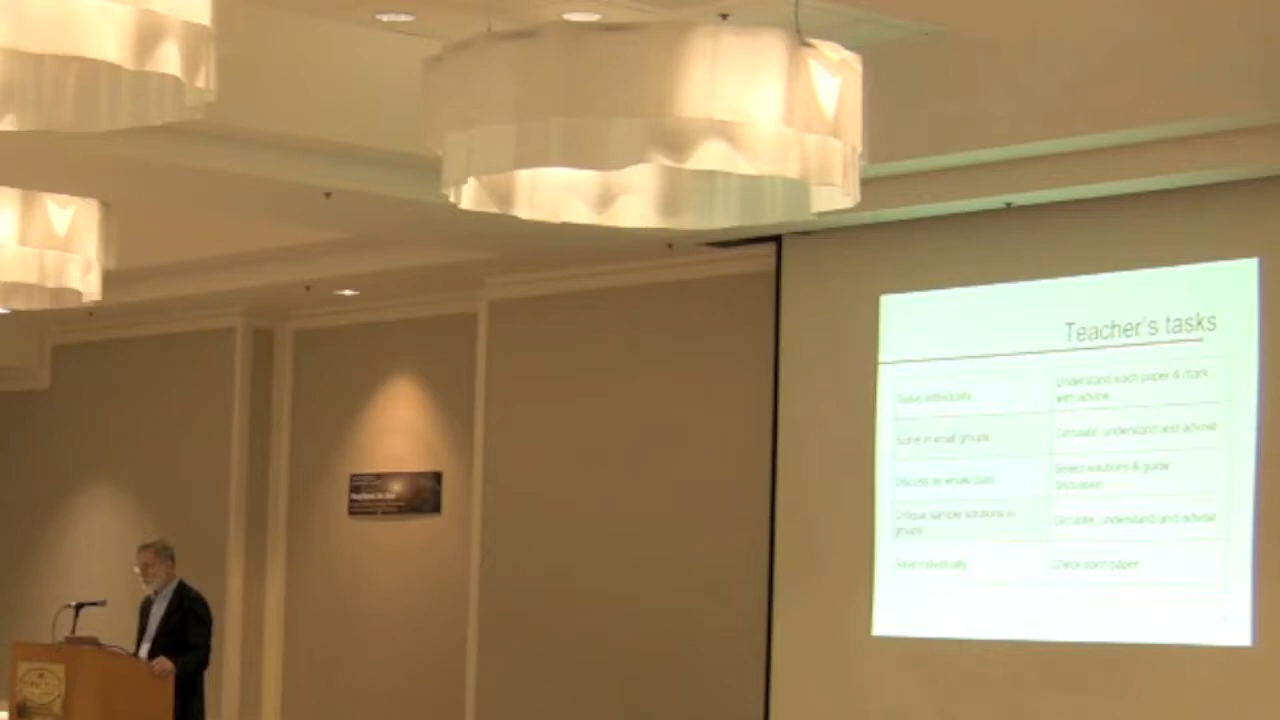 Teacher's tasks
Solve individually
Understand each paper & mark
with advice
Solve in small groups
Circulate, understand and advise
Discuss as whole class
Select solutions & guide
discussion
Critique sample solutions in
groups
Circulate, understand and advise
Solve individually
Check each paper